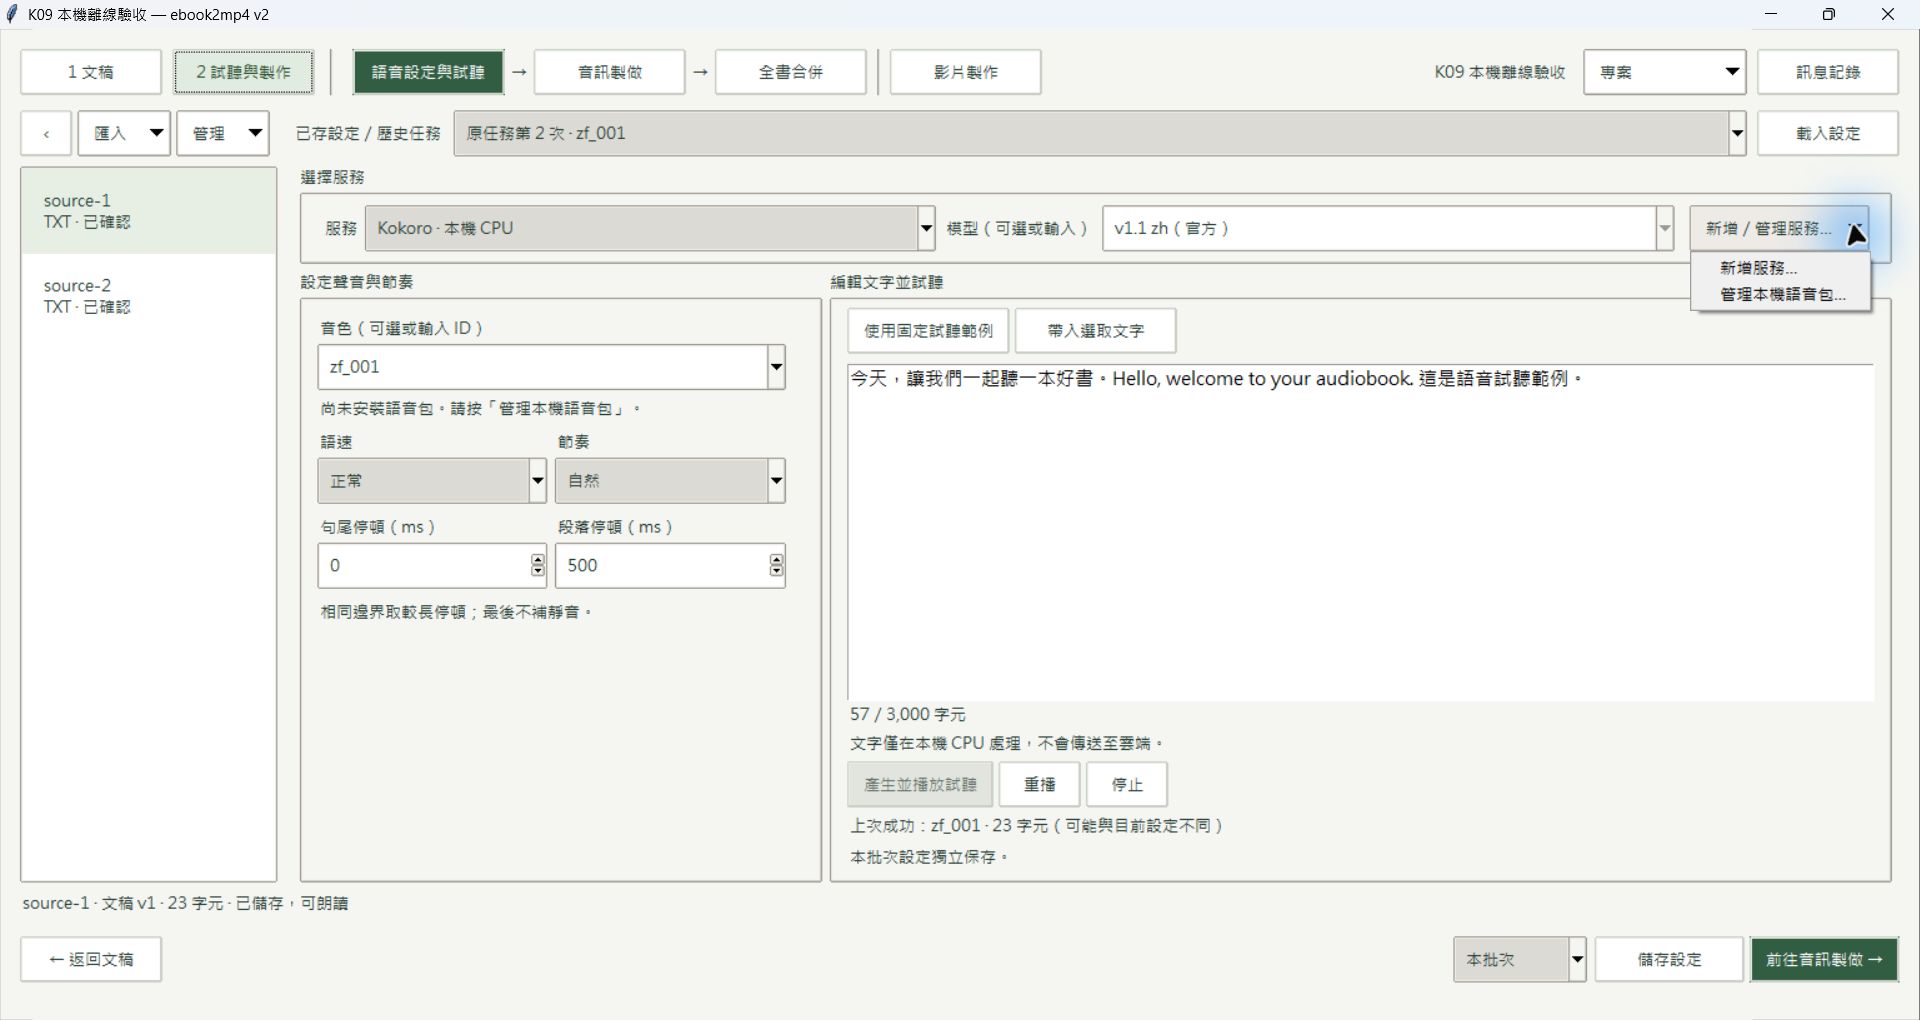 K09 本機離線驗收 — ebook2mp4 v2
1 文稿
2 試聽與製作
語音設定與試聽
→
音訊製做
→
全書合併
影片製作
K09 本機離線驗收
專案
訊息記錄
‹
匯入
管理
已存設定 / 歷史任務
原任務第 2 次 · zf_001
載入設定
source-1
TXT · 已確認
source-2
TXT · 已確認
選擇服務
服務
Kokoro · 本機 CPU
模型（可選或輸入）
v1.1 zh（官方）
新增 / 管理服務...
新增服務...
管理本機語音包...
設定聲音與節奏
音色（可選或輸入 ID）
zf_001
尚未安裝語音包。請按「管理本機語音包」。
語速
節奏
正常
自然
句尾停頓（ms）
段落停頓（ms）
0
500
相同邊界取較長停頓；最後不補靜音。
編輯文字並試聽
使用固定試聽範例
帶入選取文字
今天，讓我們一起聽一本好書。Hello, welcome to your audiobook. 這是語音試聽範例。
57 / 3,000 字元
文字僅在本機 CPU 處理，不會傳送至雲端。
產生並播放試聽
重播
停止
上次成功：zf_001 · 23 字元（可能與目前設定不同）
本批次設定獨立保存。
source-1 · 文稿 v1 · 23 字元 · 已儲存，可朗讀
← 返回文稿
本批次
儲存設定
前往音訊製做 →